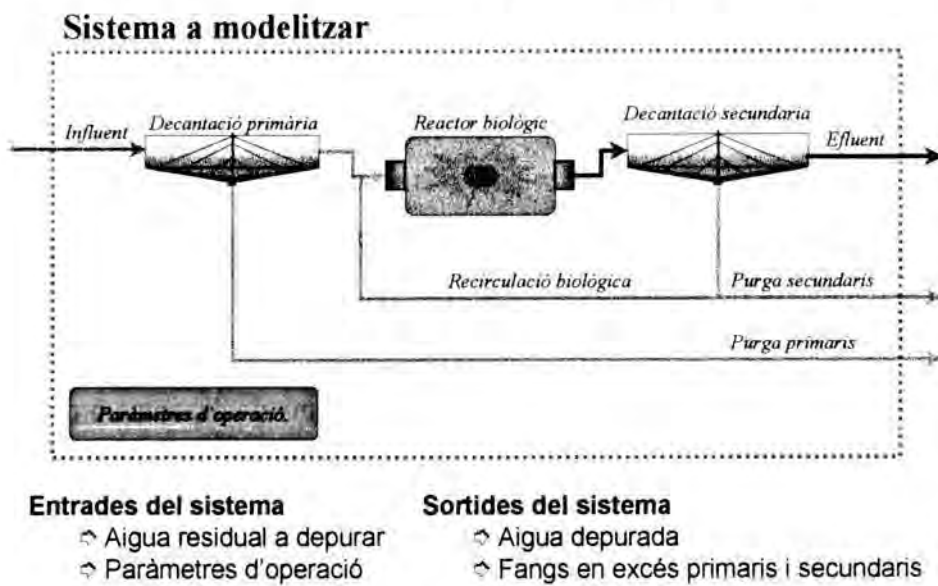 Sistema a modelitzar
Influent
Decantació primària
Reactor biològic
Decantació secundaria
Efluent
Recirculació biológica
Purga secundaris
Purga primaris
Paràmetres d'operació.
Entrades del sistema
Aigua residual a depurar
Paràmetres d'operació
Sortides del sistema
Aigua depurada
Fangs en excés primaris i secundaris